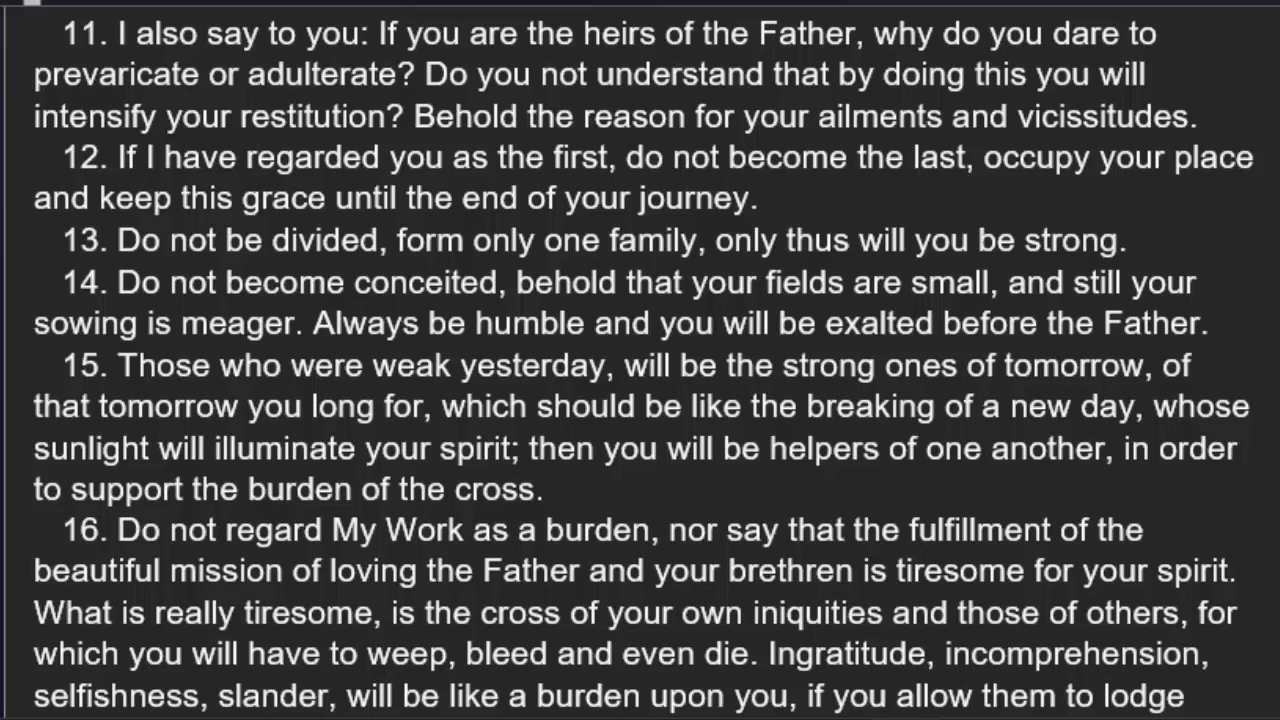 11. I also say to you: If you are the heirs of the Father, why do you dare to
prevaricate or adulterate? Do you not understand that by doing this you will
intensify your restitution? Behold the reason for your ailments and vicissitudes.
12. If I have regarded you as the first, do not become the last, occupy your place
and keep this grace until the end of your journey.
13. Do not be divided, form only one family, only thus will you be strong.
14. Do not become conceited, behold that your fields are small, and still your
sowing is meager. Always be humble and you will be exalted before the Father.
15. Those who were weak yesterday, will be the strong ones of tomorrow, of
that tomorrow you long for, which should be like the breaking of a new day, whose
sunlight will illuminate your spirit; then you will be helpers of one another, in order
to support the burden of the cross.
16. Do not regard My Work as a burden, nor say that the fulfillment of the
beautiful mission of loving the Father and your brethren is tiresome for your spirit.
What is really tiresome, is the cross of your own iniquities and those of others, for
which you will have to weep, bleed and even die. Ingratitude, incomprehension,
selfishness, slander, will be like a burden upon you, if you allow them to lodge